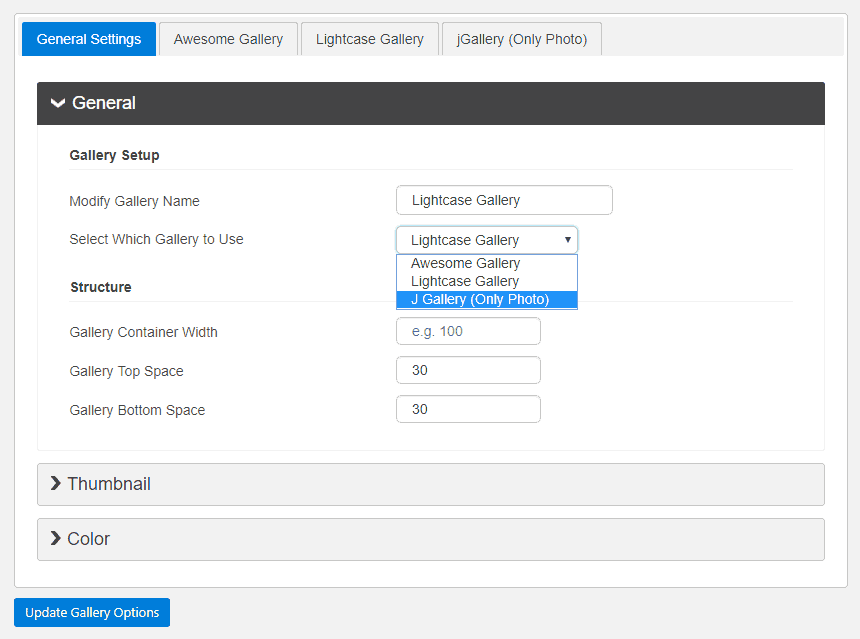 General Settings Awesome Gallery Lightcase Gallery jGallery (Only Photo)
General
Gallery Setup
Modify Gallery Name Lightcase Gallery
Select Which Gallery to Use Lightcase Gallery
Awesome Gallery
Lightcase Gallery
J Gallery (Only Photo)
Structure
Gallery Container Width e.g. 100
Gallery Top Space 30
Gallery Bottom Space 30
Thumbnail
Color
Update Gallery Options